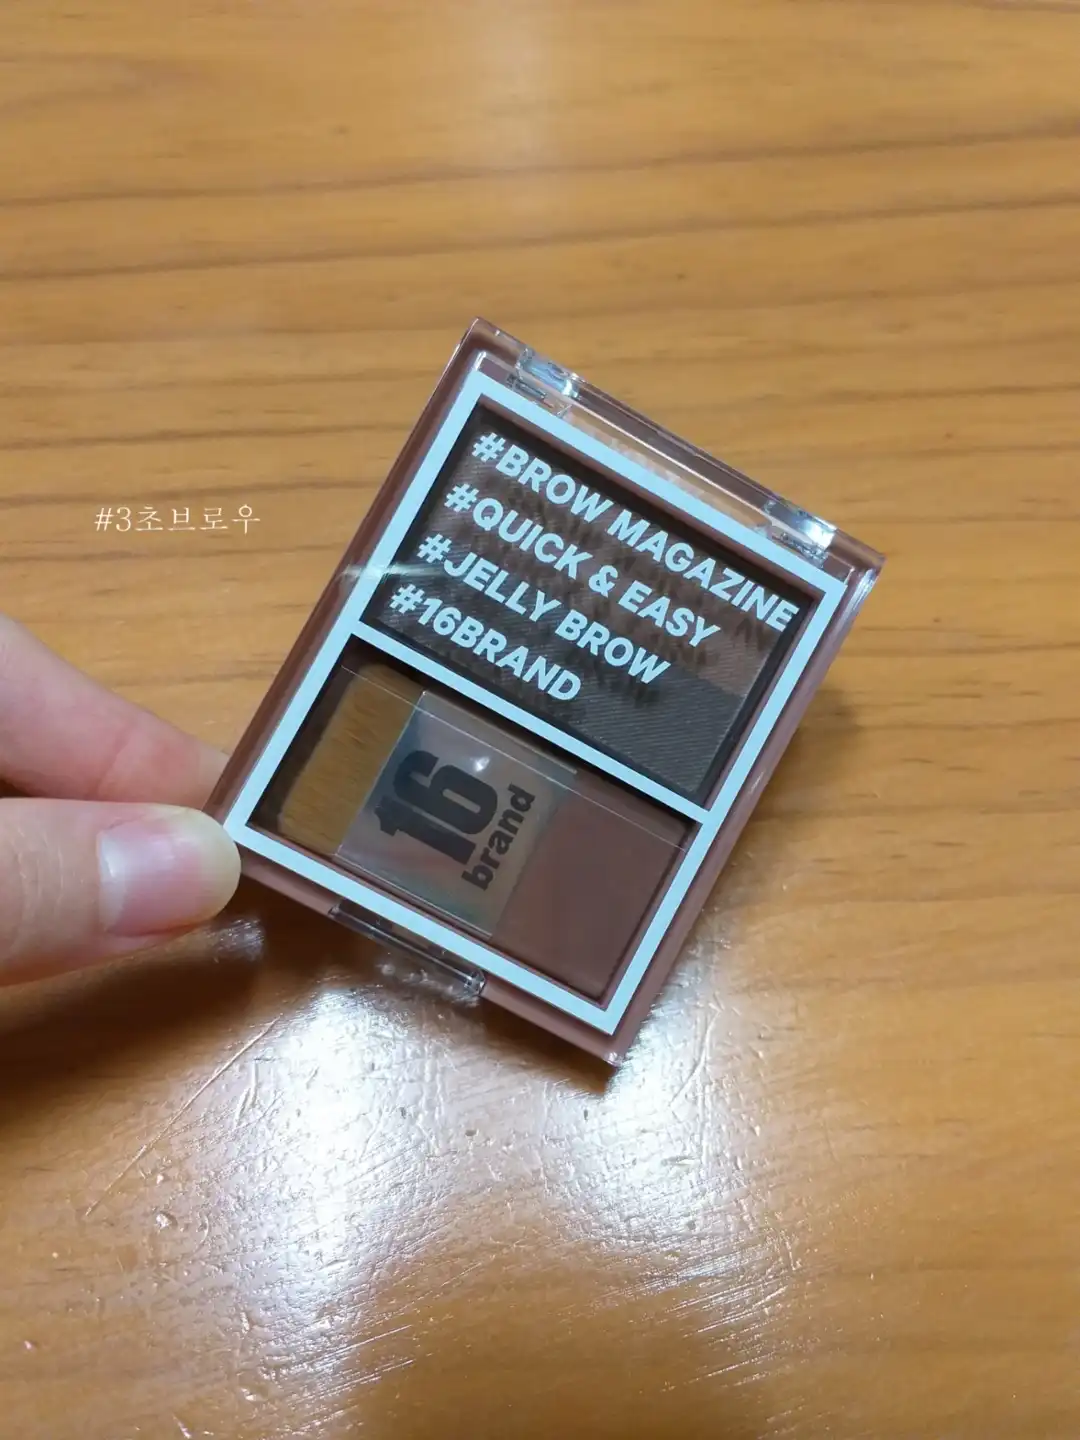 #BROW MAGAZINE
#QUICK & EASY
#JELLY BROW
#16BRAND
#3초브로우
16
brand